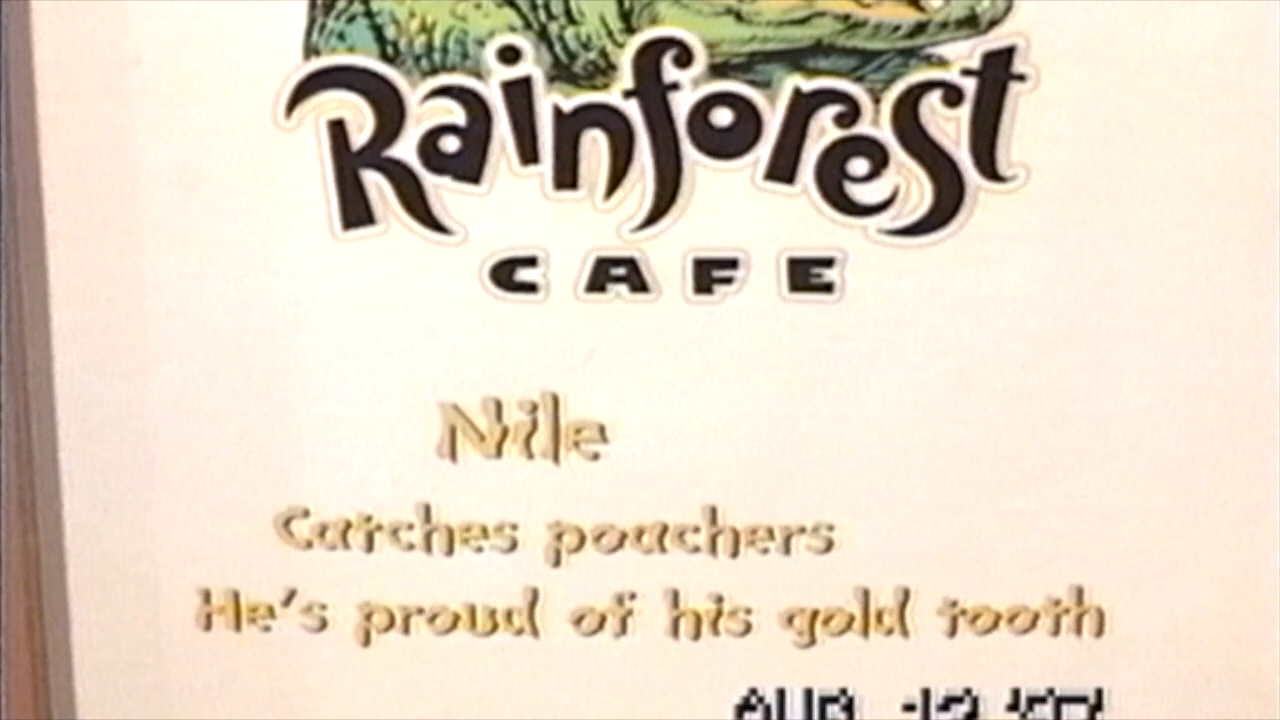 Rainforest
CAFE
Nile
Catches poachers
He's proud of his gold tooth